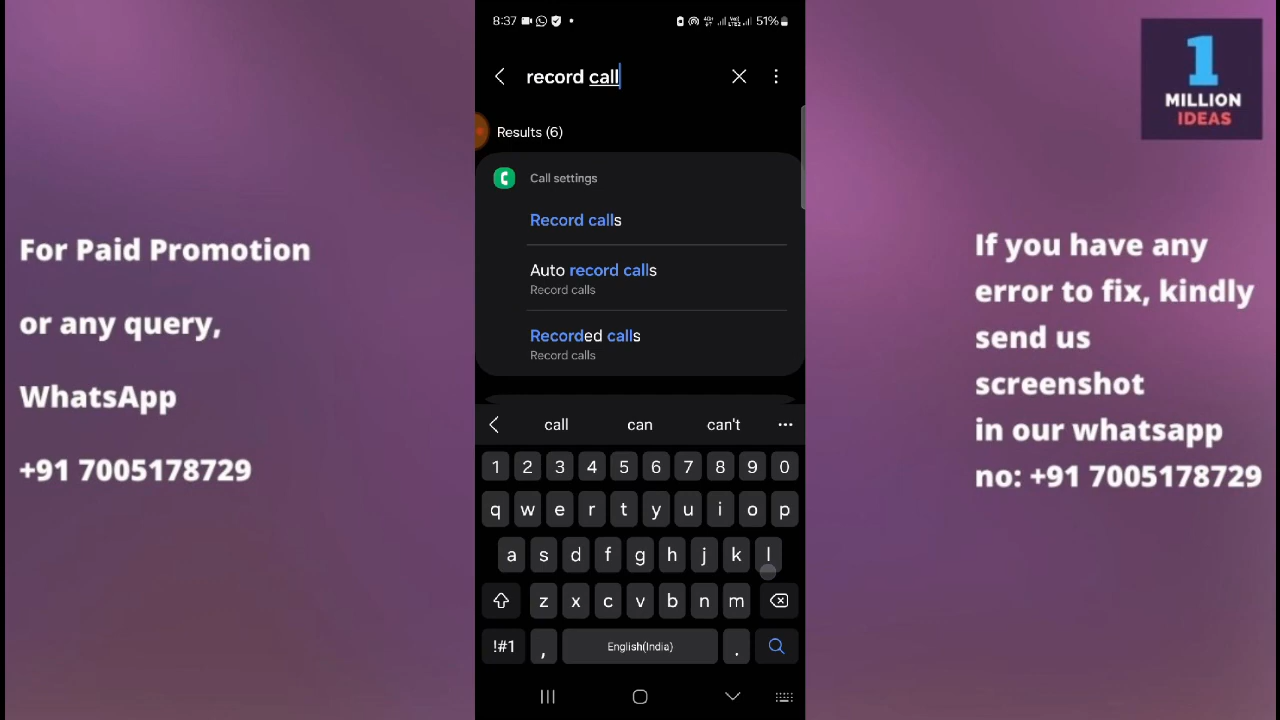 For Paid Promotion
or any query,
WhatsApp
+91 7005178729
8:37
51%
record call
Results (6)
Call settings
Record calls
Auto record calls
Record calls
Recorded calls
Record calls
call can can't
1 2 3 4 5 6 7 8 9 0
q w e r t y u i o p
a s d f g h j k l
z x c v b n m
!#1 , English(India) .
1
MILLION
IDEAS
If you have any
error to fix, kindly
send us
screenshot
in our whatsapp
no: +91 7005178729